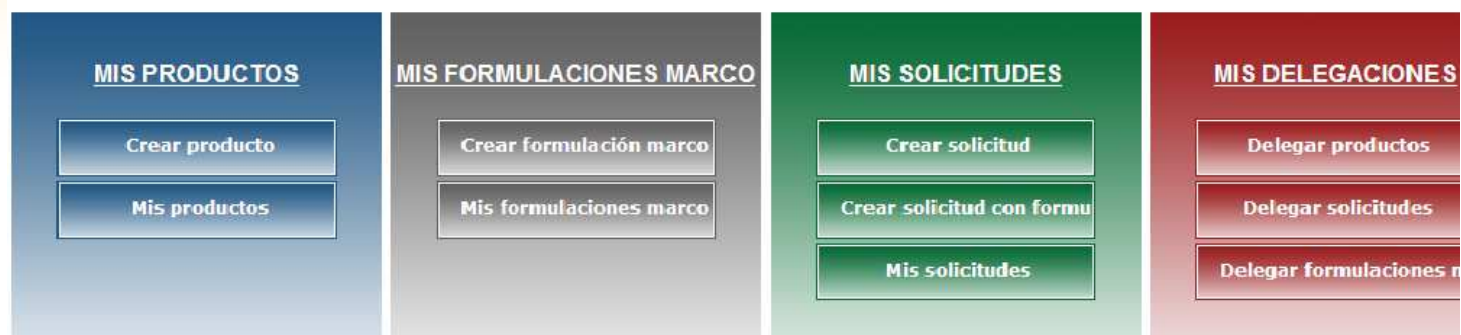 MIS PRODUCTOS
Crear producto
Mis productos
MIS FORMULACIONES MARCO
Crear formulación marco
Mis formulaciones marco
MIS SOLICITUDES
Crear solicitud
Crear solicitud con formu
Mis solicitudes
MIS DELEGACIONES
Delegar productos
Delegar solicitudes
Delegar formulaciones